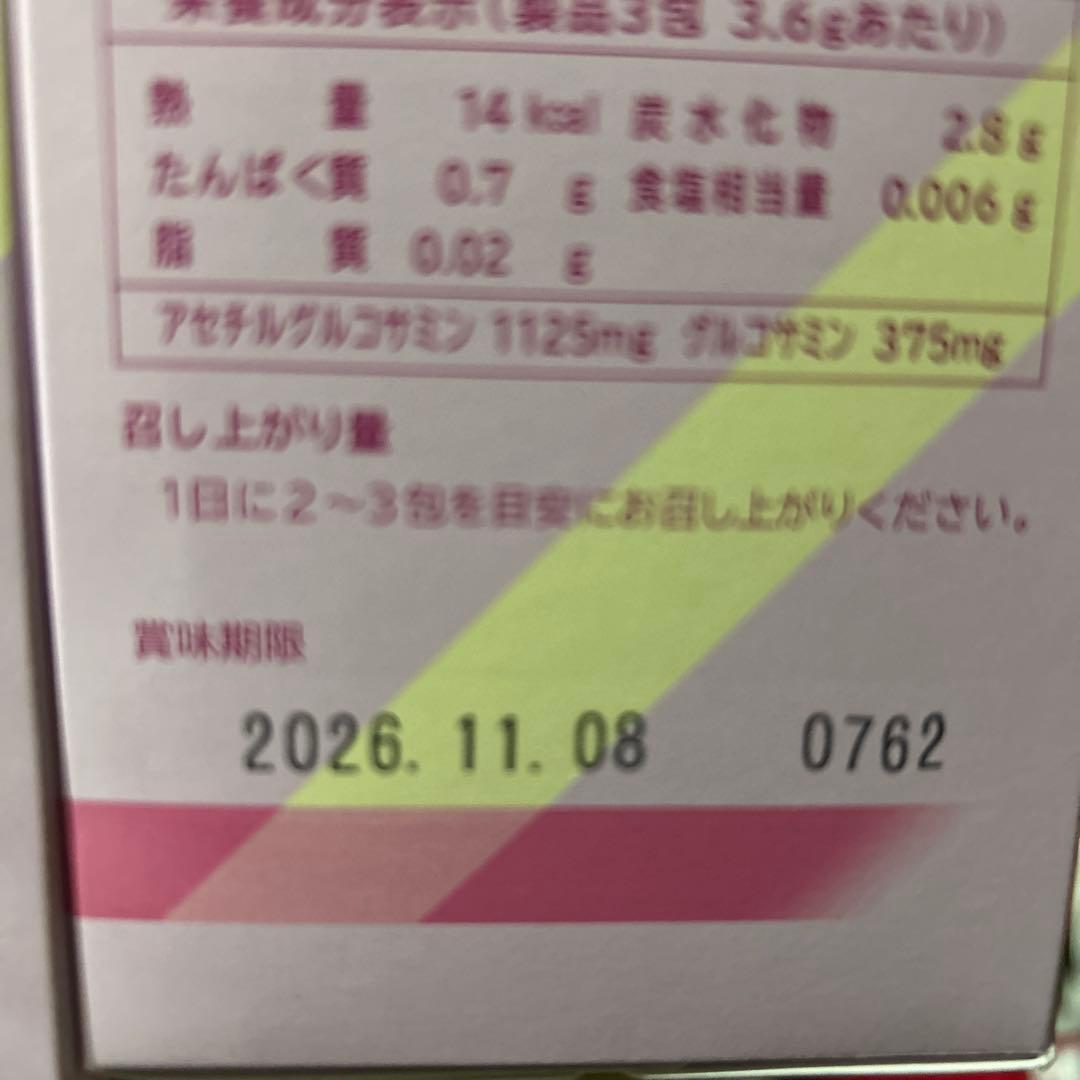 栄養成分表示(製品3包 3.6gあたり)
熱量 14 kcal 炭水化物 2.8 g
たんぱく質 0.7 g 食塩相当量 0.006 g
脂質 0.02 g
アセチルグルコサミン 1125mg グルコサミン 375mg
召し上がり量
1日に2～3包を目安にお召し上がりください。
賞味期限
2026.11.08 0762